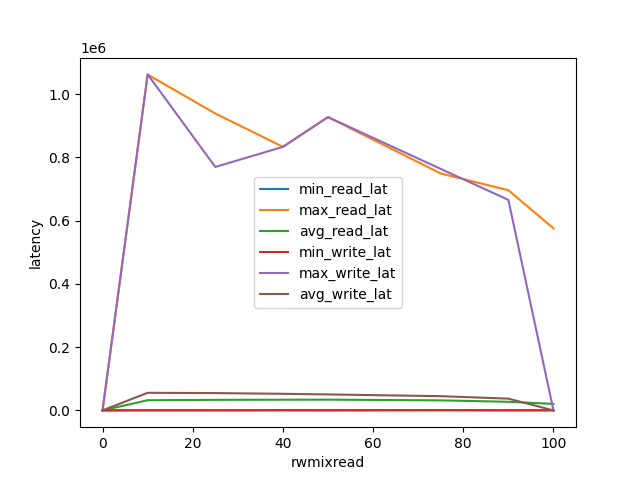 1e6
1.0
0.8
0.6
0.4
0.2
0.0
latency
min_read_lat
max_read_lat
avg_read_lat
min_write_lat
max_write_lat
avg_write_lat
0 20 40 60 80 100
rwmixread